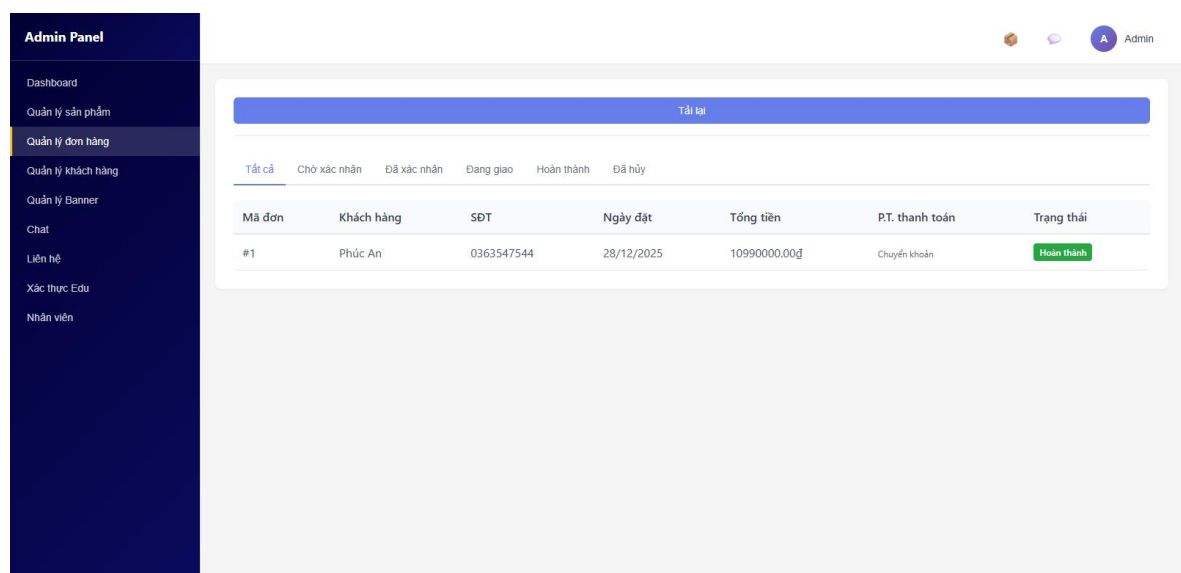 Admin Panel
A Admin
Dashboard
Quản lý sản phẩm
Quản lý đơn hàng
Quản lý khách hàng
Quản lý Banner
Chat
Liên hệ
Xác thực Edu
Nhân viên
Tải lại
Tất cả Chờ xác nhận Đã xác nhận Đang giao Hoàn thành Đã hủy
Mã đơn Khách hàng SĐT Ngày đặt Tổng tiền P.T. thanh toán Trạng thái
#1 Phúc An 0363547544 28/12/2025 10990000.00₫ Chuyển khoản Hoàn thành